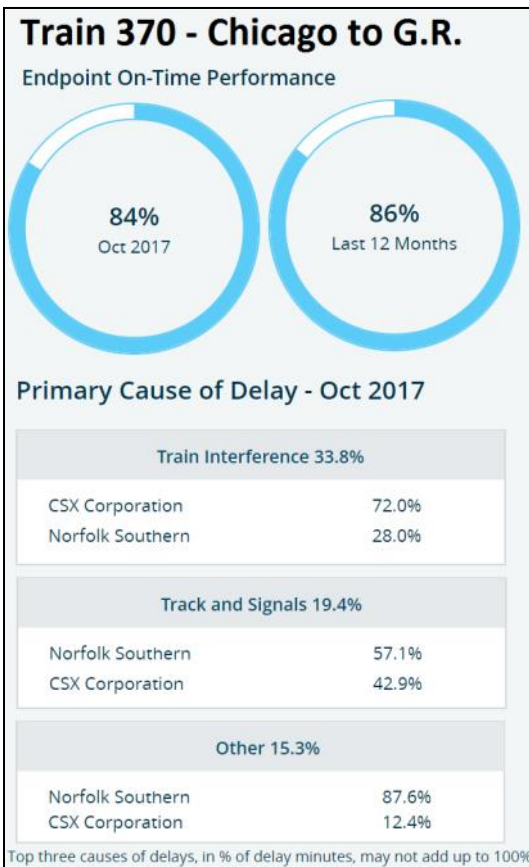 Train 370 - Chicago to G.R.
Endpoint On-Time Performance
84%
Oct 2017
86%
Last 12 Months
Primary Cause of Delay - Oct 2017
Train Interference 33.8%
CSX Corporation 72.0%
Norfolk Southern 28.0%
Track and Signals 19.4%
Norfolk Southern 57.1%
CSX Corporation 42.9%
Other 15.3%
Norfolk Southern 87.6%
CSX Corporation 12.4%
Top three causes of delays, in % of delay minutes, may not add up to 100%